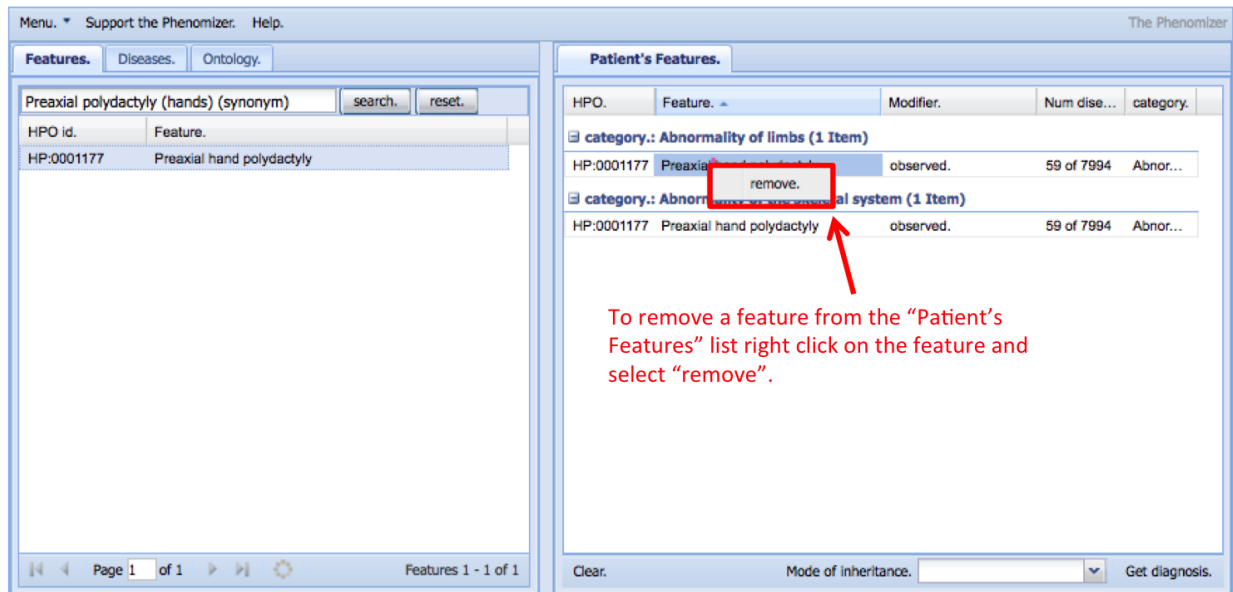 Menu. Support the Phenomizer. Help. The Phenomizer
Features. Diseases. Ontology.
Patient's Features.
Preaxial polydactyly (hands) (synonym) search. reset.
HPO id. Feature.
HP:0001177 Preaxial hand polydactyly
HPO. Feature. Modifier. Num dise... category.
category.: Abnormality of limbs (1 Item)
HP:0001177 observed. 59 of 7994 Abnor...
remove.
category.: system (1 Item)
HP:0001177 Preaxial hand polydactyly observed. 59 of 7994 Abnor...
To remove a feature from the “Patient’s
Features” list right click on the feature and
select “remove”.
Page 1 of 1 Features 1 - 1 of 1
Clear. Mode of inheritance. Get diagnosis.